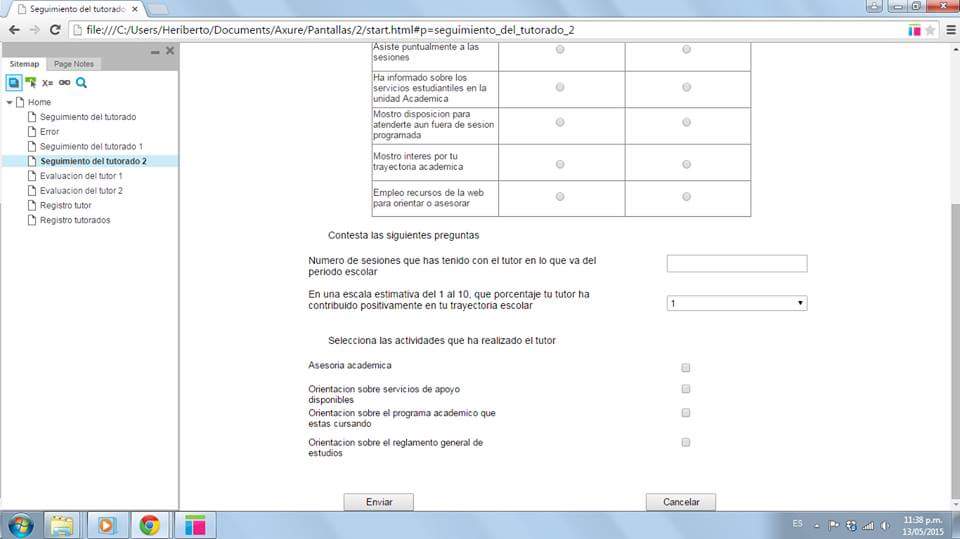 Seguimiento del tutorado
file:///C:/Users/Heriberto/Documents/Axure/Pantallas/2/start.html#p=seguimiento_del_tutorado_2
Sitemap
Page Notes
X=
Home
Seguimiento del tutorado
Error
Seguimiento del tutorado 1
Seguimiento del tutorado 2
Evaluacion del tutor 1
Evaluacion del tutor 2
Registro tutor
Registro tutorados
Asiste puntualmente a las
sesiones
Ha informado sobre los
servicios estudiantiles en la
unidad Academica
Mostro disposicion para
atenderte aun fuera de sesion
programada
Mostro interes por tu
trayectoria academica
Empleo recursos de la web
para orientar o asesorar
Contesta las siguientes preguntas
Numero de sesiones que has tenido con el tutor en lo que va del
periodo escolar
En una escala estimativa del 1 al 10, que porcentaje tu tutor ha
contribuido positivamente en tu trayectoria escolar
1
Selecciona las actividades que ha realizado el tutor
Asesoria academica
Orientacion sobre servicios de apoyo
disponibles
Orientacion sobre el programa academico que
estas cursando
Orientacion sobre el reglamento general de
estudios
Enviar
Cancelar
ES
11:38 p.m.
13/05/2015